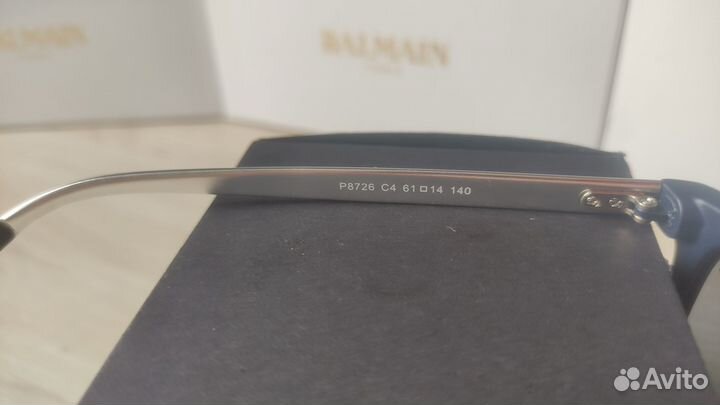 BALMAIN
BALMAIN
PARIS
P8726 C4 61□14 140
Avito